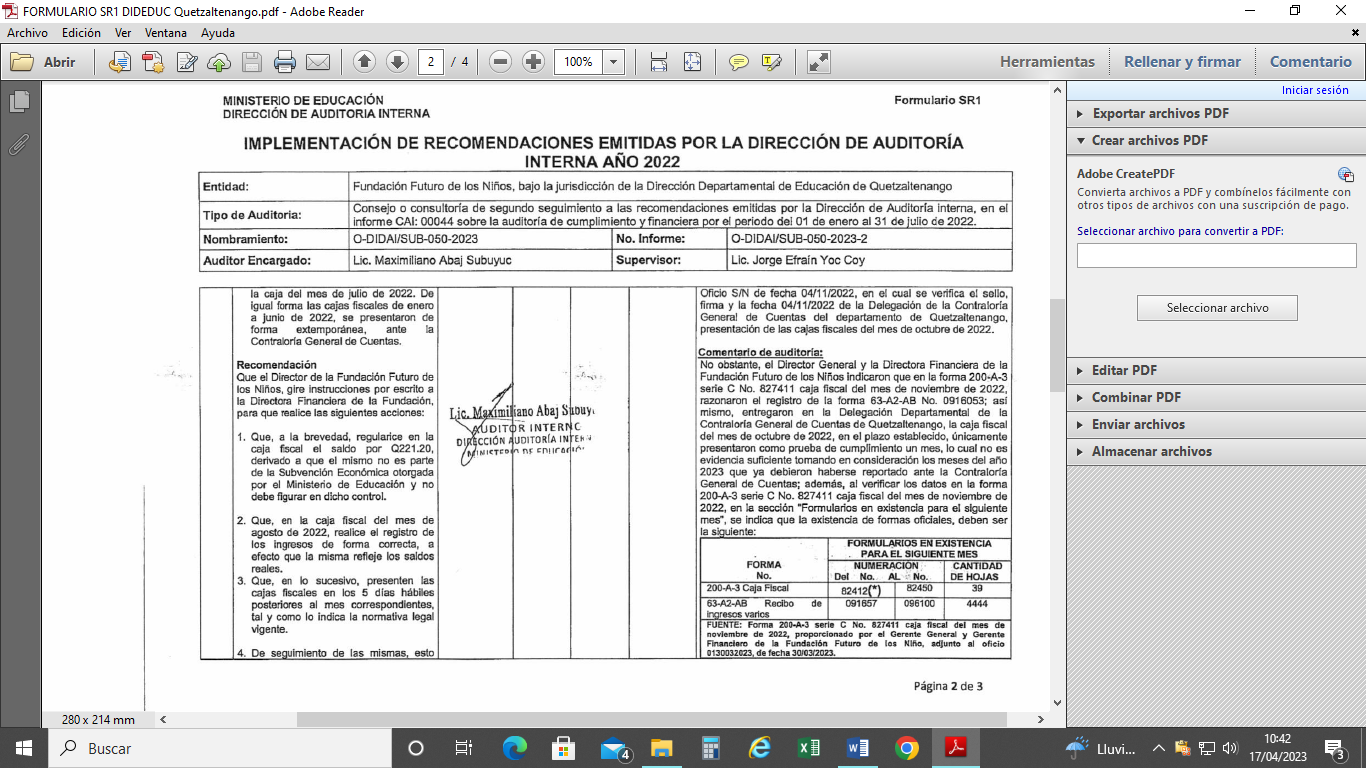 FORMULARIO SR1 DIDEDUC Quetzaltenango.pdf - Adobe Reader
Archivo Edición Ver Ventana Ayuda
Abrir 2 / 4 100% Herramientas Rellenar y firmar Comentario
Iniciar sesión
MINISTERIO DE EDUCACIÓN
DIRECCIÓN DE AUDITORIA INTERNA
Formulario SR1
IMPLEMENTACIÓN DE RECOMENDACIONES EMITIDAS POR LA DIRECCIÓN DE AUDITORÍA
INTERNA AÑO 2022
Entidad: Fundación Futuro de los Niños, bajo la jurisdicción de la Dirección Departamental de Educación de Quetzaltenango
Tipo de Auditoria: Consejo o consultoría de segundo seguimiento a las recomendaciones emitidas por la Dirección de Auditoría Interna, en el
informe CAI: 00044 sobre la auditoría de cumplimiento y financiera por el periodo del 01 de enero al 31 de julio de 2022.
Nombramiento: O-DIDAI/SUB-050-2023 No. Informe: O-DIDAI/SUB-050-2023-2
Auditor Encargado: Lic. Maximiliano Abaj Subuyuc Supervisor: Lic. Jorge Efraín Yoc Coy
la caja del mes de julio de 2022. De
igual forma las cajas fiscales de enero
a junio de 2022, se presentaron de
forma extemporánea, ante la
Contraloría General de Cuentas.
Recomendación
Que el Director de la Fundación Futuro de
los Niños, gire instrucciones por escrito a
la Directora Financiera de la Fundación,
para que realice las siguientes acciones:
1. Que, a la brevedad, regularice en la
caja fiscal el saldo por Q221.20,
derivado a que el mismo no es parte
de la Subvención Económica otorgada
por el Ministerio de Educación y no
debe figurar en dicho control.
2. Que, en la caja fiscal del mes de
agosto de 2022, realice el registro de
los ingresos de forma correcta, a
efecto que la misma refleje los saldos
reales.
3. Que, en lo sucesivo, presenten las
cajas fiscales en los 5 días hábiles
posteriores al mes correspondientes,
tal y como lo indica la normativa legal
vigente.
4. De seguimiento de las mismas, esto
Lic. Maximiliano Abaj Subuy
AUDITOR INTERNO
DIRECCIÓN AUDITORÍA INTERN
MINISTERIO DE EDUCACIÓ
Oficio S/N de fecha 04/11/2022, en el cual se verifica el sello,
firma y la fecha 04/11/2022 de la Delegación de la Contraloría
General de Cuentas del departamento de Quetzaltenango,
presentación de las cajas fiscales del mes de octubre de 2022.
Comentario de auditoría:
No obstante, el Director General y la Directora Financiera de la
Fundación Futuro de los Niños indicaron que en la forma 200-A-3
serie C No. 827411 caja fiscal del mes de noviembre de 2022,
razonaron el registro de la forma 63-A2-AB No. 0916053; así
mismo, entregaron en la Delegación Departamental de la
Contraloría General de Cuentas de Quetzaltenango, la caja fiscal
del mes de octubre de 2022, en el plazo establecido, únicamente
presentaron como prueba de cumplimiento un mes, lo cual no es
evidencia suficiente tomando en consideración los meses del año
2023 que ya debieron haberse reportado ante la Contraloría
General de Cuentas; además, al verificar los datos en la forma
200-A-3 serie C No. 827411 caja fiscal del mes de noviembre de
2022, en la sección "Formularios en existencia para el siguiente
mes", se indica que la existencia de formas oficiales, deben ser
la siguiente:
FORMA No. FORMULARIOS EN EXISTENCIA
PARA EL SIGUIENTE MES
NUMERACIÓN CANTIDAD
Del No. AL No. DE HOJAS
200-A-3 Caja Fiscal 82412(*) 82450 39
63-A2-AB Recibo de
ingresos varios 091657 096100 4444
FUENTE: Forma 200-A-3 serie C No. 827411 caja fiscal del mes de
noviembre de 2022, proporcionado por el Gerente General y Gerente
Financiero de la Fundación Futuro de los Niño, adjunto al oficio
0130032023, de fecha 30/03/2023.
Página 2 de 3
Exportar archivos PDF
Crear archivos PDF
Adobe CreatePDF
Convierta archivos a PDF y combínelos fácilmente con
otros tipos de archivos con una suscripción de pago.
Seleccionar archivo para convertir a PDF:
Seleccionar archivo
Editar PDF
Combinar PDF
Enviar archivos
Almacenar archivos
280 x 214 mm
Buscar
4
Lluvi...
10:42
17/04/2023
3